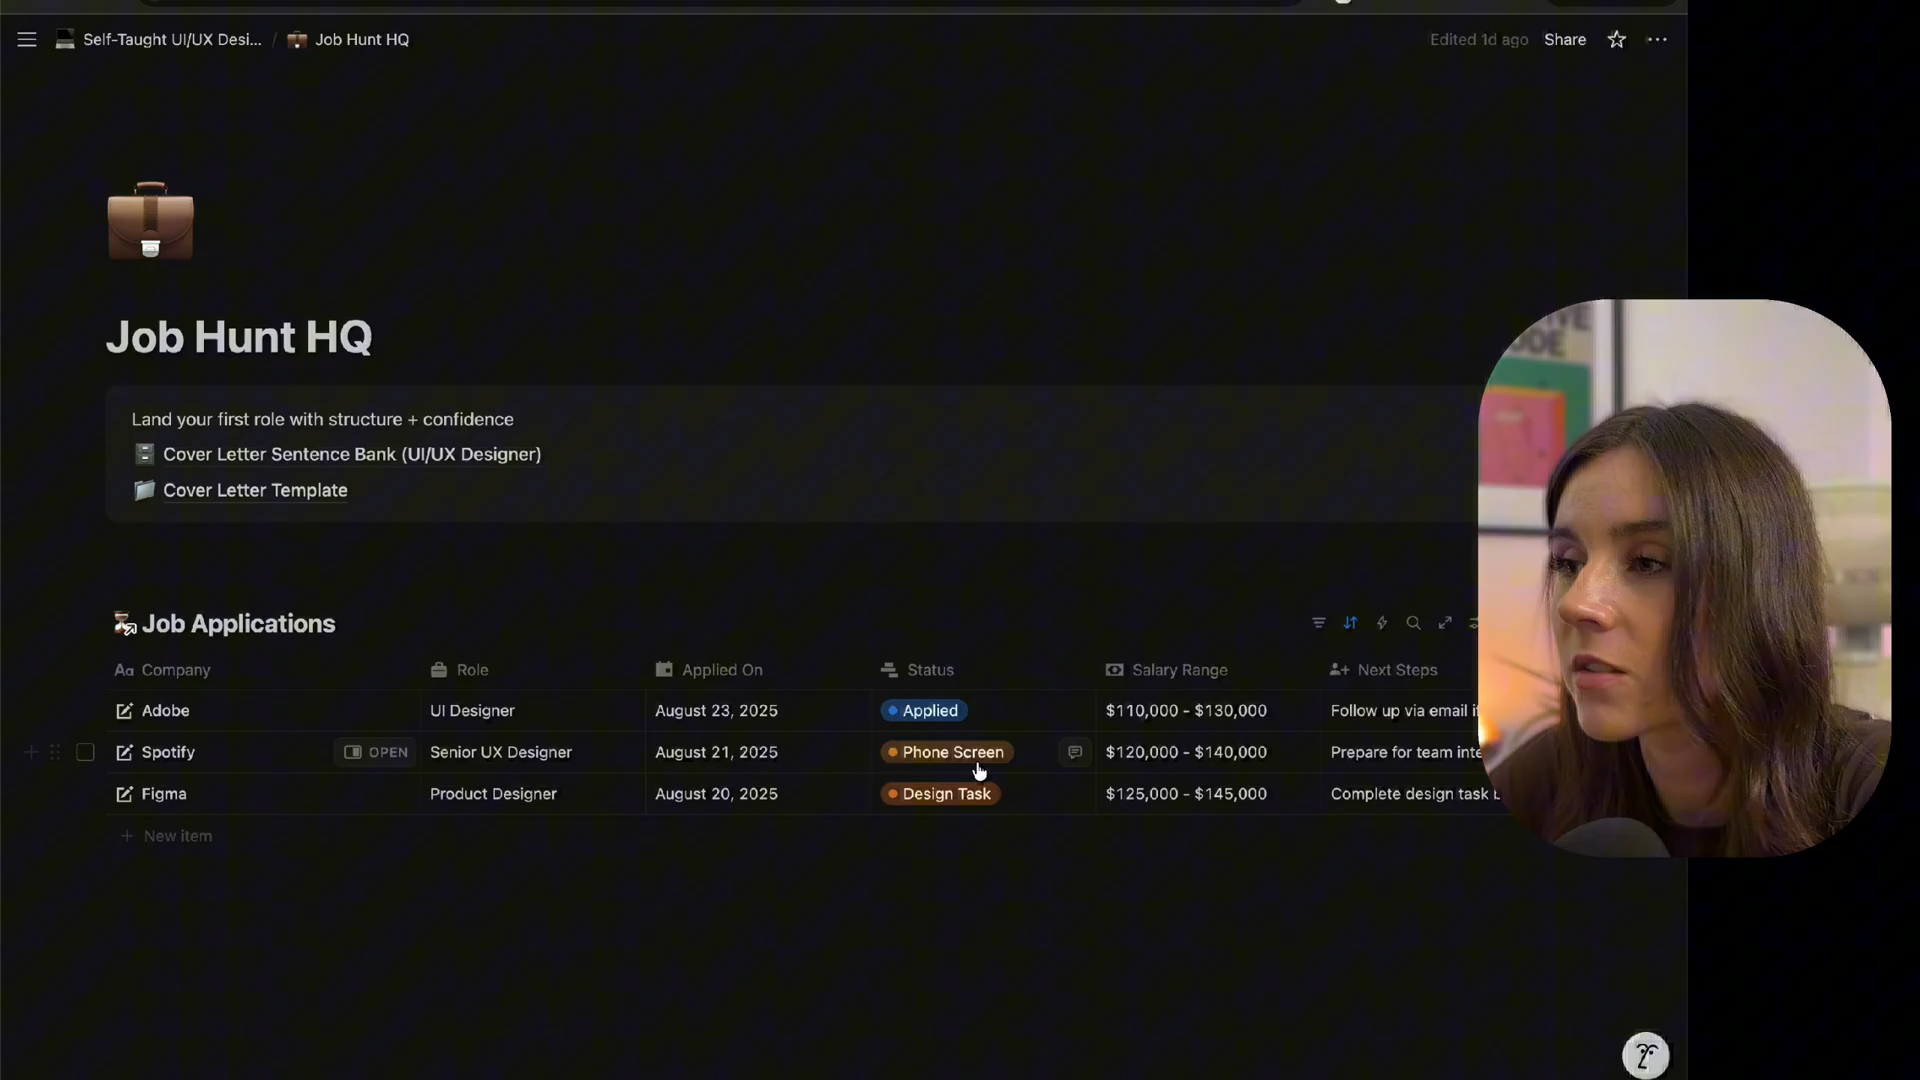 Self-Taught UI/UX Desi... / Job Hunt HQ
Edited 1d ago Share
Job Hunt HQ
Land your first role with structure + confidence
Cover Letter Sentence Bank (UI/UX Designer)
Cover Letter Template
Job Applications
Aa Company Role Applied On Status Salary Range Next Steps
Adobe UI Designer August 23, 2025 Applied $110,000 - $130,000 Follow up via email
Spotify OPEN Senior UX Designer August 21, 2025 Phone Screen $120,000 - $140,000 Prepare for team
Figma Product Designer August 20, 2025 Design Task $125,000 - $145,000 Complete design task
+ New item